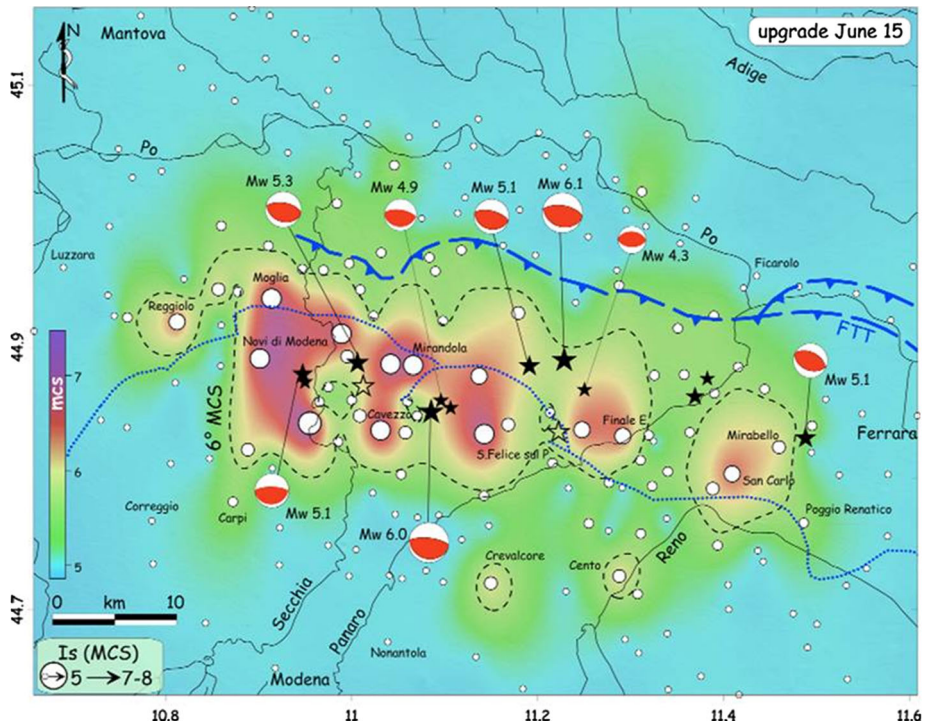 N
Mantova
upgrade June 15
Adige
45.1
Po
Mw 5.3
Mw 4.9
Mw 5.1
Mw 6.1
Po
Mw 4.3
Luzzara
Ficarolo
Moglia
Reggiolo
FTT
44.9
Novi di Modena
Mirandola
mcs
7
6
5
Mw 5.1
6° MCS
Cavezzo
Finale E.
Ferrara
Mirabello
S.Felice sul P.
San Carlo
Mw 5.1
Correggio
Carpi
Poggio Renatico
Mw 6.0
Crevalcore
Reno
Cento
0 km 10
Secchia
Panaro
44.7
Is (MCS)
5 7-8
Nonantola
Modena
10.8 11 11.2 11.4 11.6